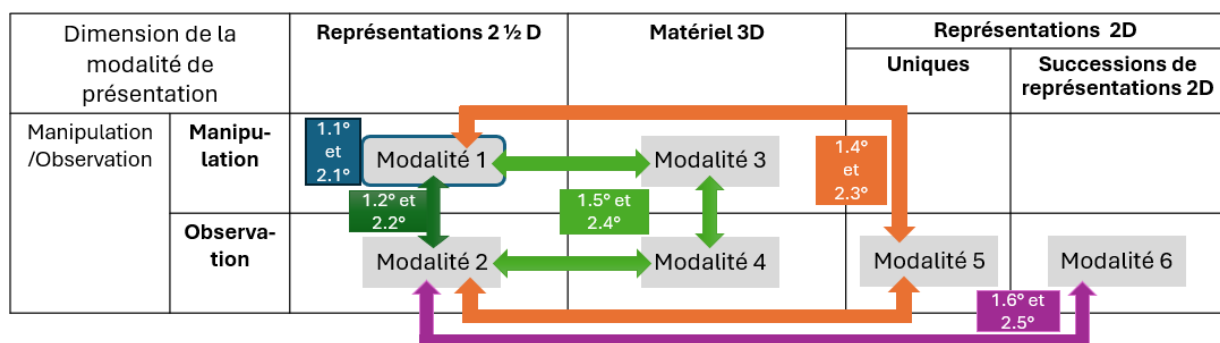 Dimension de la
modalité de
présentation
Représentations 2 ½ D
Matériel 3D
Représentations 2D
Uniques
Successions de
représentations 2D
Manipulation
/Observation
Manipu-
lation
1.1°
et
2.1°
Modalité 1
Modalité 3
1.4°
et
2.3°
1.2° et
2.2°
1.5° et
2.4°
Observa-
tion
Modalité 2
Modalité 4
Modalité 5
Modalité 6
1.6° et
2.5°